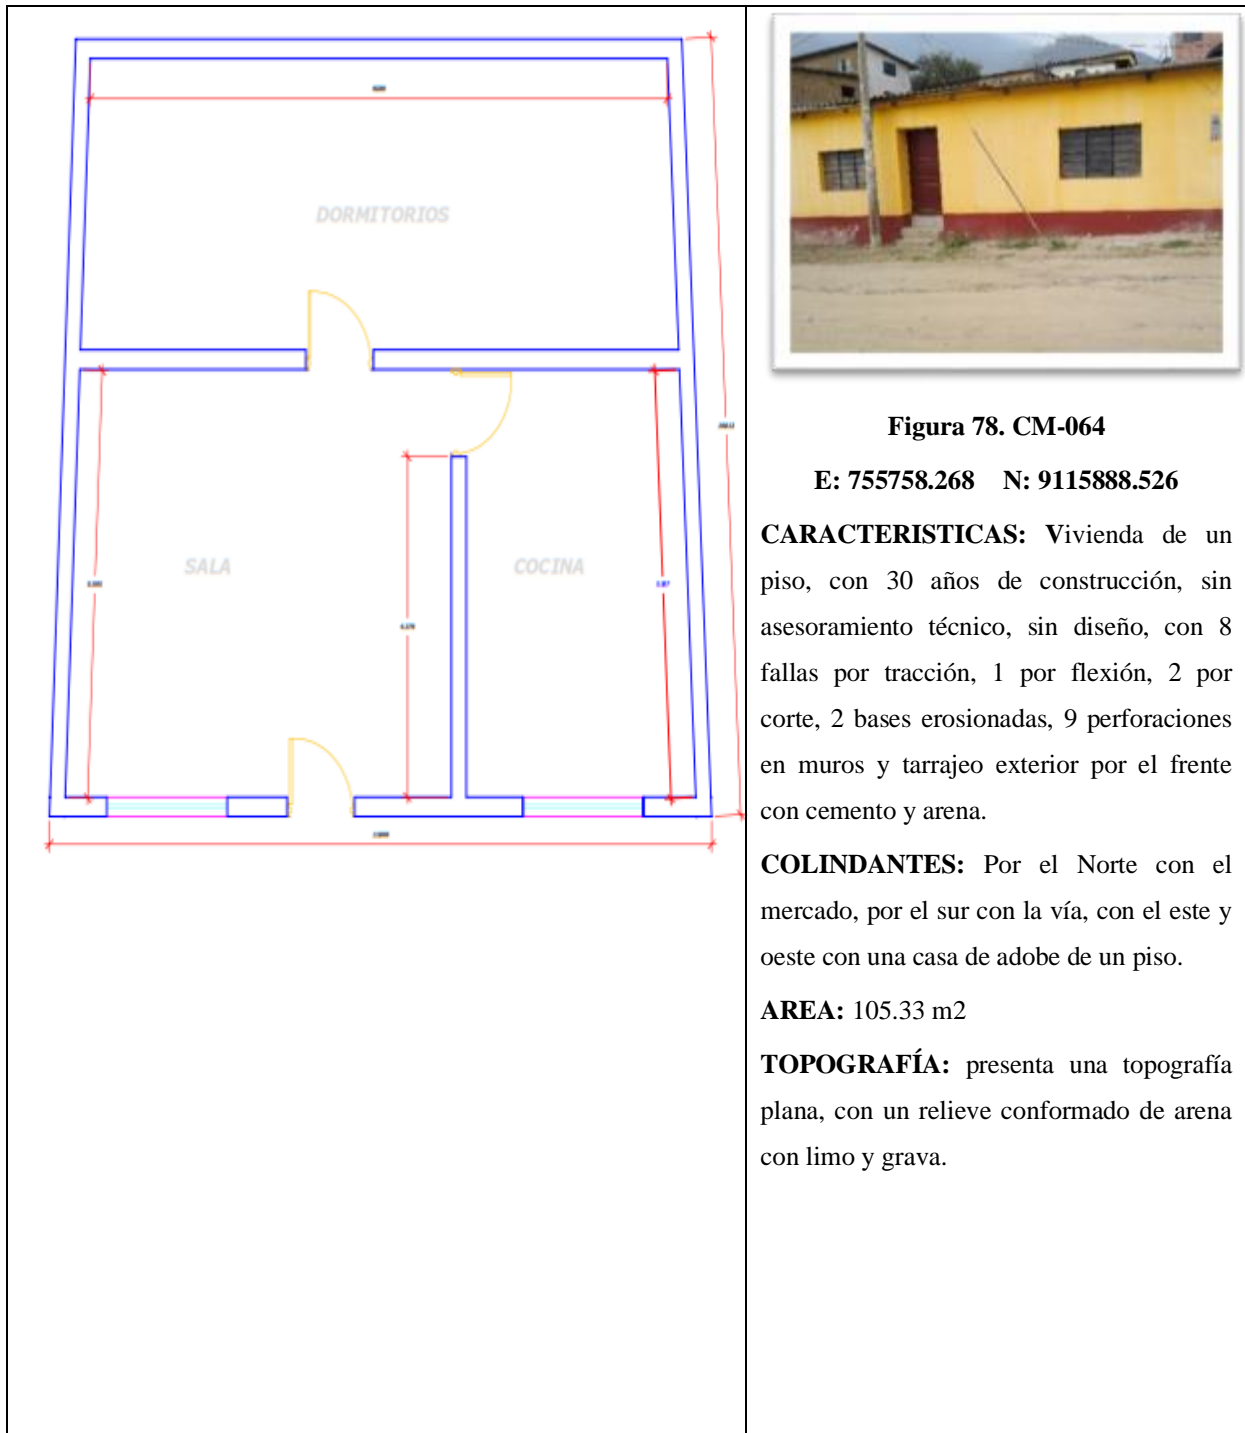 DORMITORIOS
SALA
COCINA
Figura 78. CM-064
E: 755758.268 N: 9115888.526
CARACTERISTICAS: Vivienda de un
piso, con 30 años de construcción, sin
asesoramiento técnico, sin diseño, con 8
fallas por tracción, 1 por flexión, 2 por
corte, 2 bases erosionadas, 9 perforaciones
en muros y tarrajeo exterior por el frente
con cemento y arena.
COLINDANTES: Por el Norte con el
mercado, por el sur con la vía, con el este y
oeste con una casa de adobe de un piso.
AREA: 105.33 m2
TOPOGRAFÍA: presenta una topografía
plana, con un relieve conformado de arena
con limo y grava.